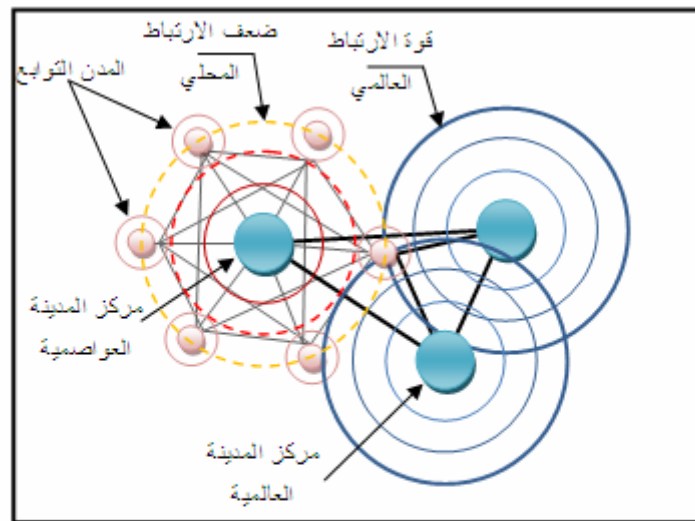 قوة الارتباط
العالمي
ضعف الارتباط
المحلي
المدن التوابع
مركز المدينة
العواصمية
مركز المدينة
العالمية